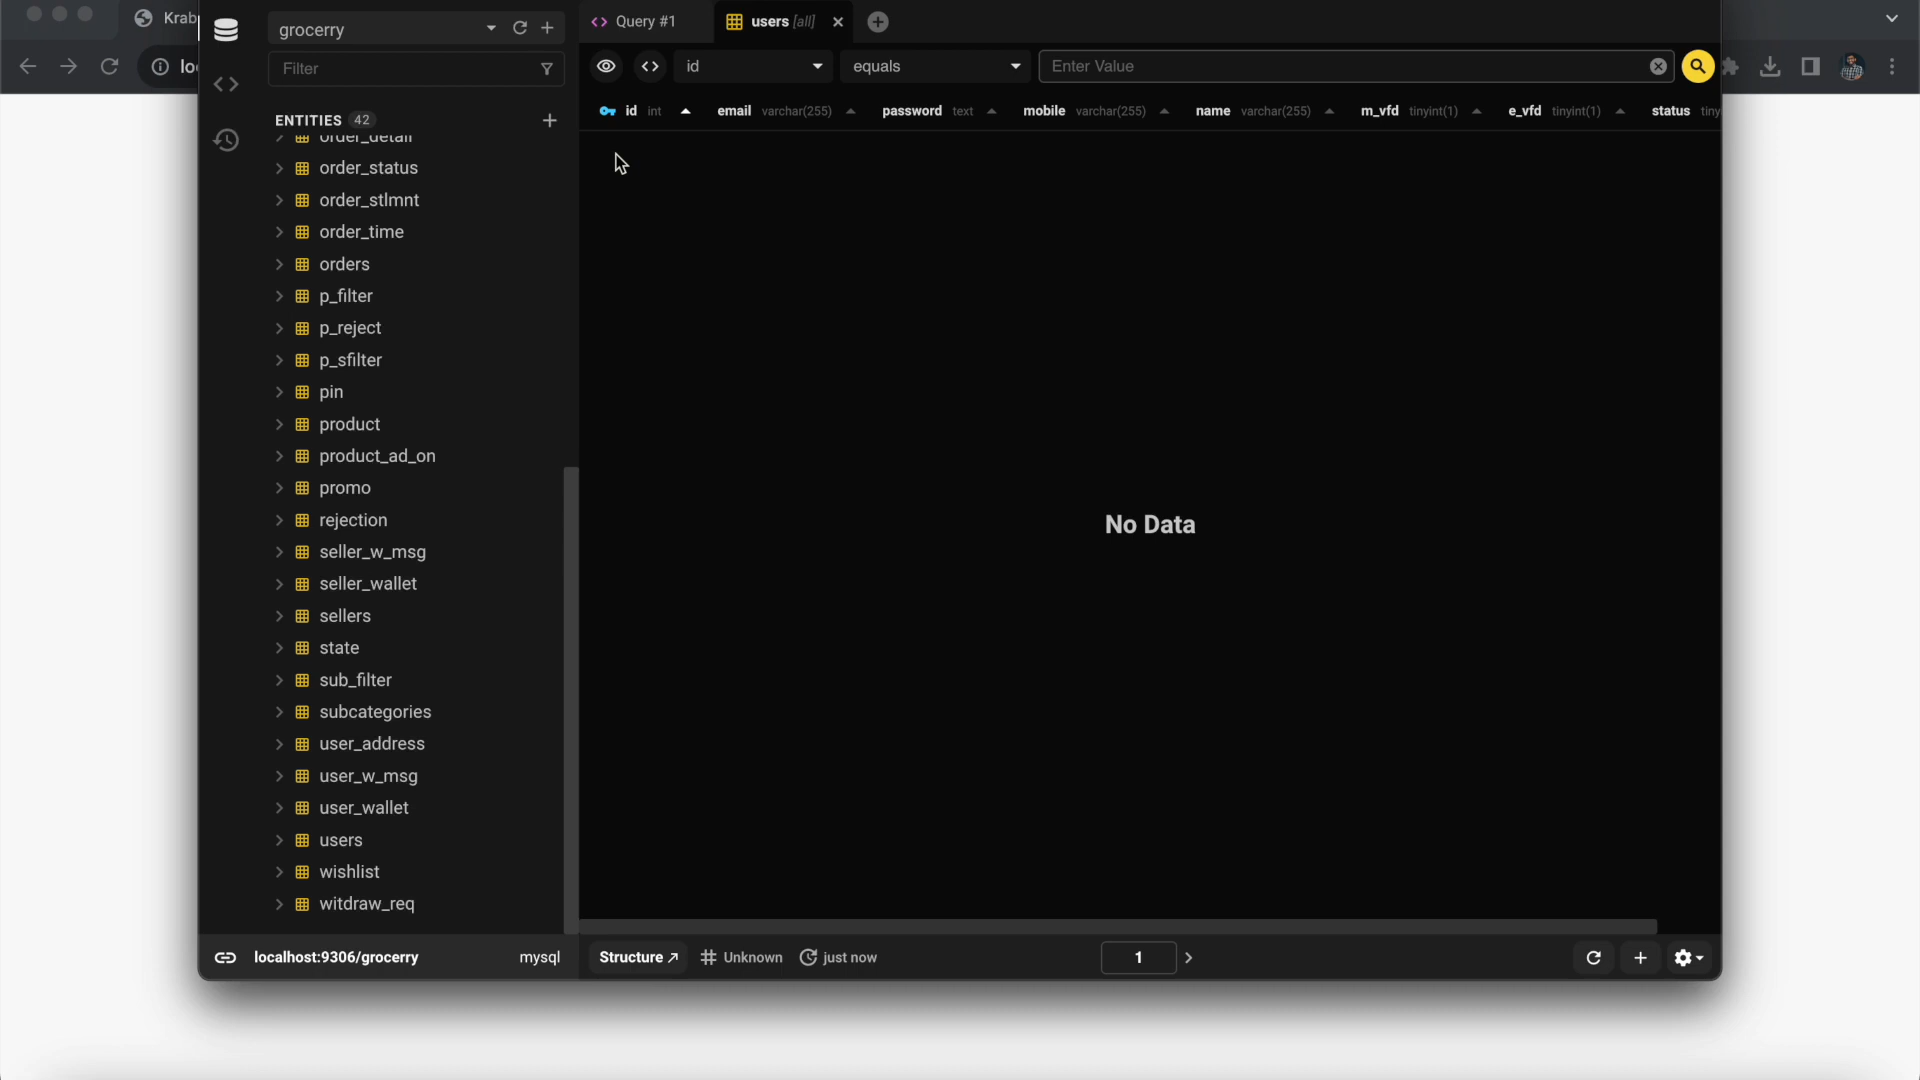 Krab
lo
grocerry
Filter
ENTITIES 42
order_detail
order_status
order_stlmnt
order_time
orders
p_filter
p_reject
p_sfilter
pin
product
product_ad_on
promo
rejection
seller_w_msg
seller_wallet
sellers
state
sub_filter
subcategories
user_address
user_w_msg
user_wallet
users
wishlist
witdraw_req
localhost:9306/grocerry mysql
Query #1 users [all]
id equals Enter Value
id int email varchar(255) password text mobile varchar(255) name varchar(255) m_vfd tinyint(1) e_vfd tinyint(1) status tiny
No Data
Structure Unknown just now 1